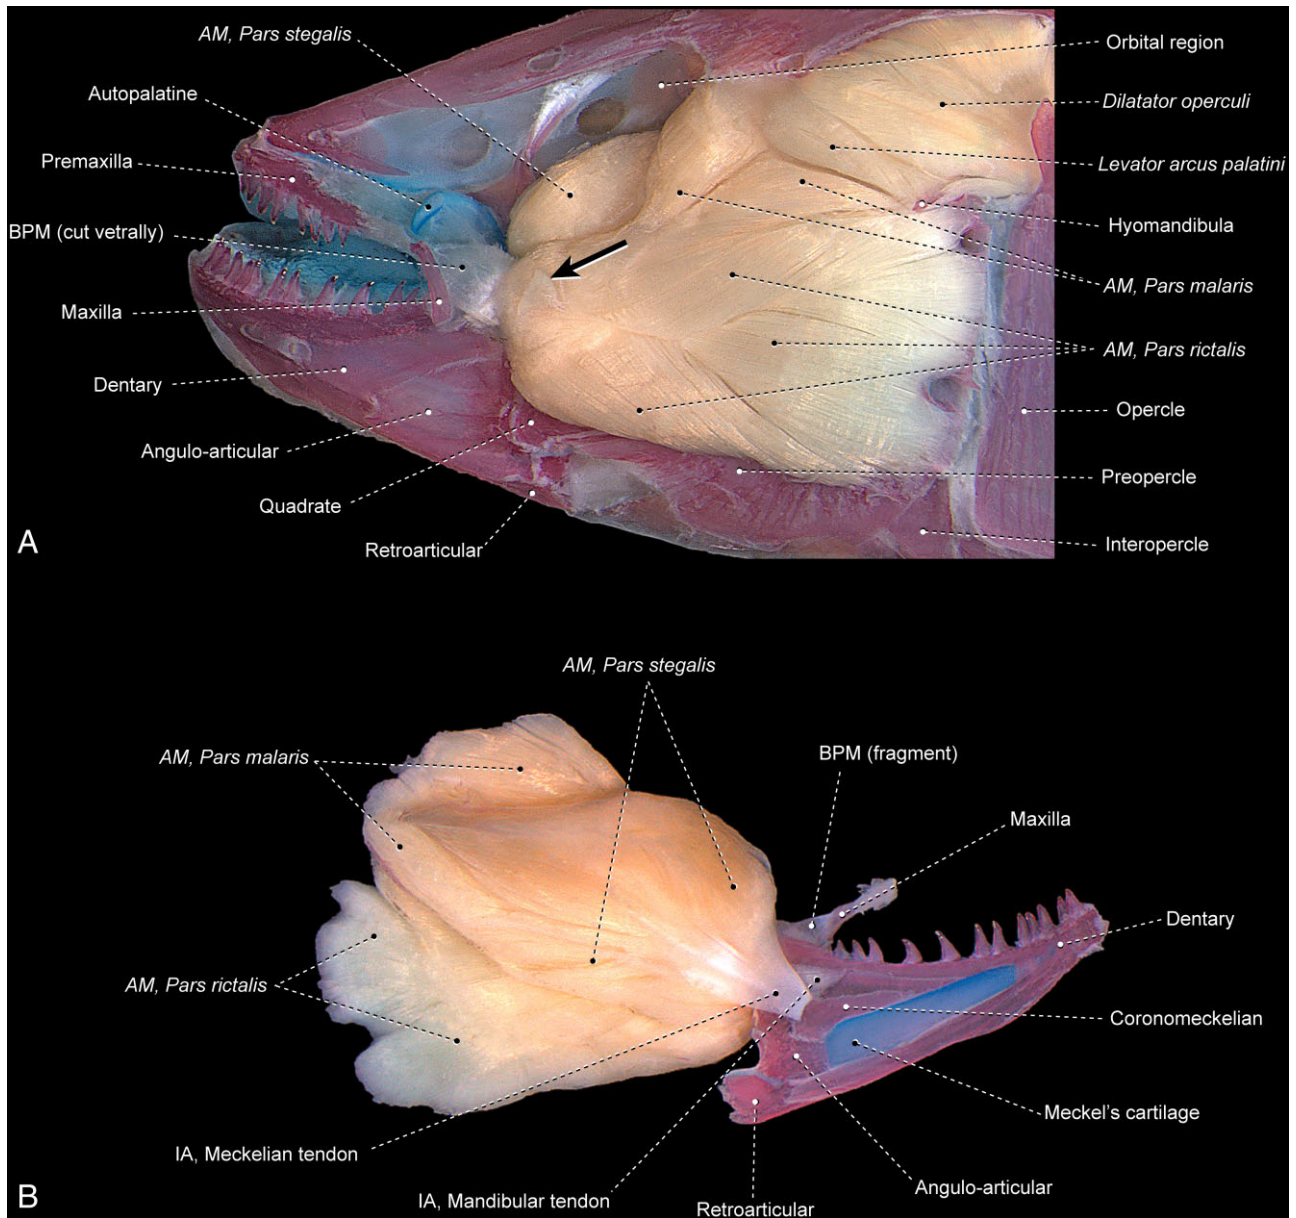 AM, Pars stegalis
Autopalatine
Premaxilla
BPM (cut vetrally)
Maxilla
Dentary
Angulo-articular
Quadrate
Retroarticular
Orbital region
Dilatator operculi
Levator arcus palatini
Hyomandibula
AM, Pars malaris
AM, Pars rictalis
Opercle
Preopercle
Interopercle
A
AM, Pars stegalis
AM, Pars malaris
AM, Pars rictalis
IA, Meckelian tendon
IA, Mandibular tendon
BPM (fragment)
Maxilla
Dentary
Coronomeckelian
Meckel's cartilage
Angulo-articular
Retroarticular
B